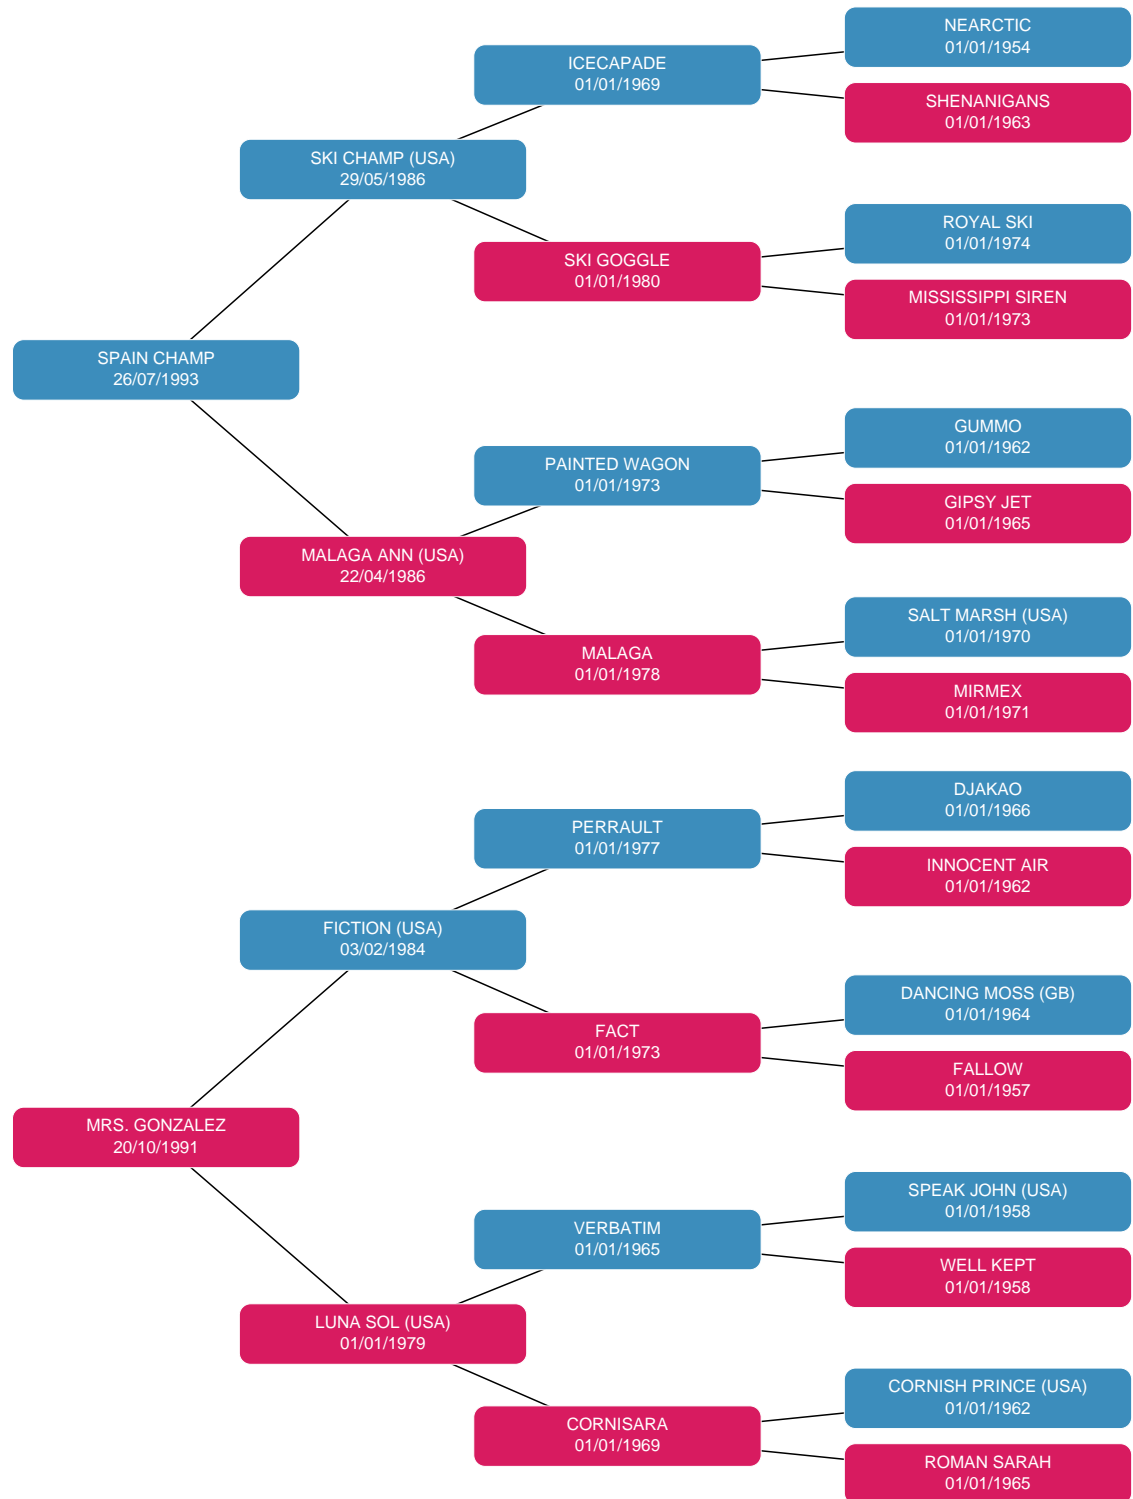 NEARCTIC
01/01/1954
ICECAPADE
01/01/1969
SHENANIGANS
01/01/1963
SKI CHAMP (USA)
29/05/1986
ROYAL SKI
01/01/1974
SKI GOGGLE
01/01/1980
MISSISSIPPI SIREN
01/01/1973
SPAIN CHAMP
26/07/1993
GUMMO
01/01/1962
PAINTED WAGON
01/01/1973
GIPSY JET
01/01/1965
MALAGA ANN (USA)
22/04/1986
SALT MARSH (USA)
01/01/1970
MALAGA
01/01/1978
MIRMEX
01/01/1971
DJAKAO
01/01/1966
PERRAULT
01/01/1977
INNOCENT AIR
01/01/1962
FICTION (USA)
03/02/1984
DANCING MOSS (GB)
01/01/1964
FACT
01/01/1973
FALLOW
01/01/1957
MRS. GONZALEZ
20/10/1991
SPEAK JOHN (USA)
01/01/1958
VERBATIM
01/01/1965
WELL KEPT
01/01/1958
LUNA SOL (USA)
01/01/1979
CORNISH PRINCE (USA)
01/01/1962
CORNISARA
01/01/1969
ROMAN SARAH
01/01/1965